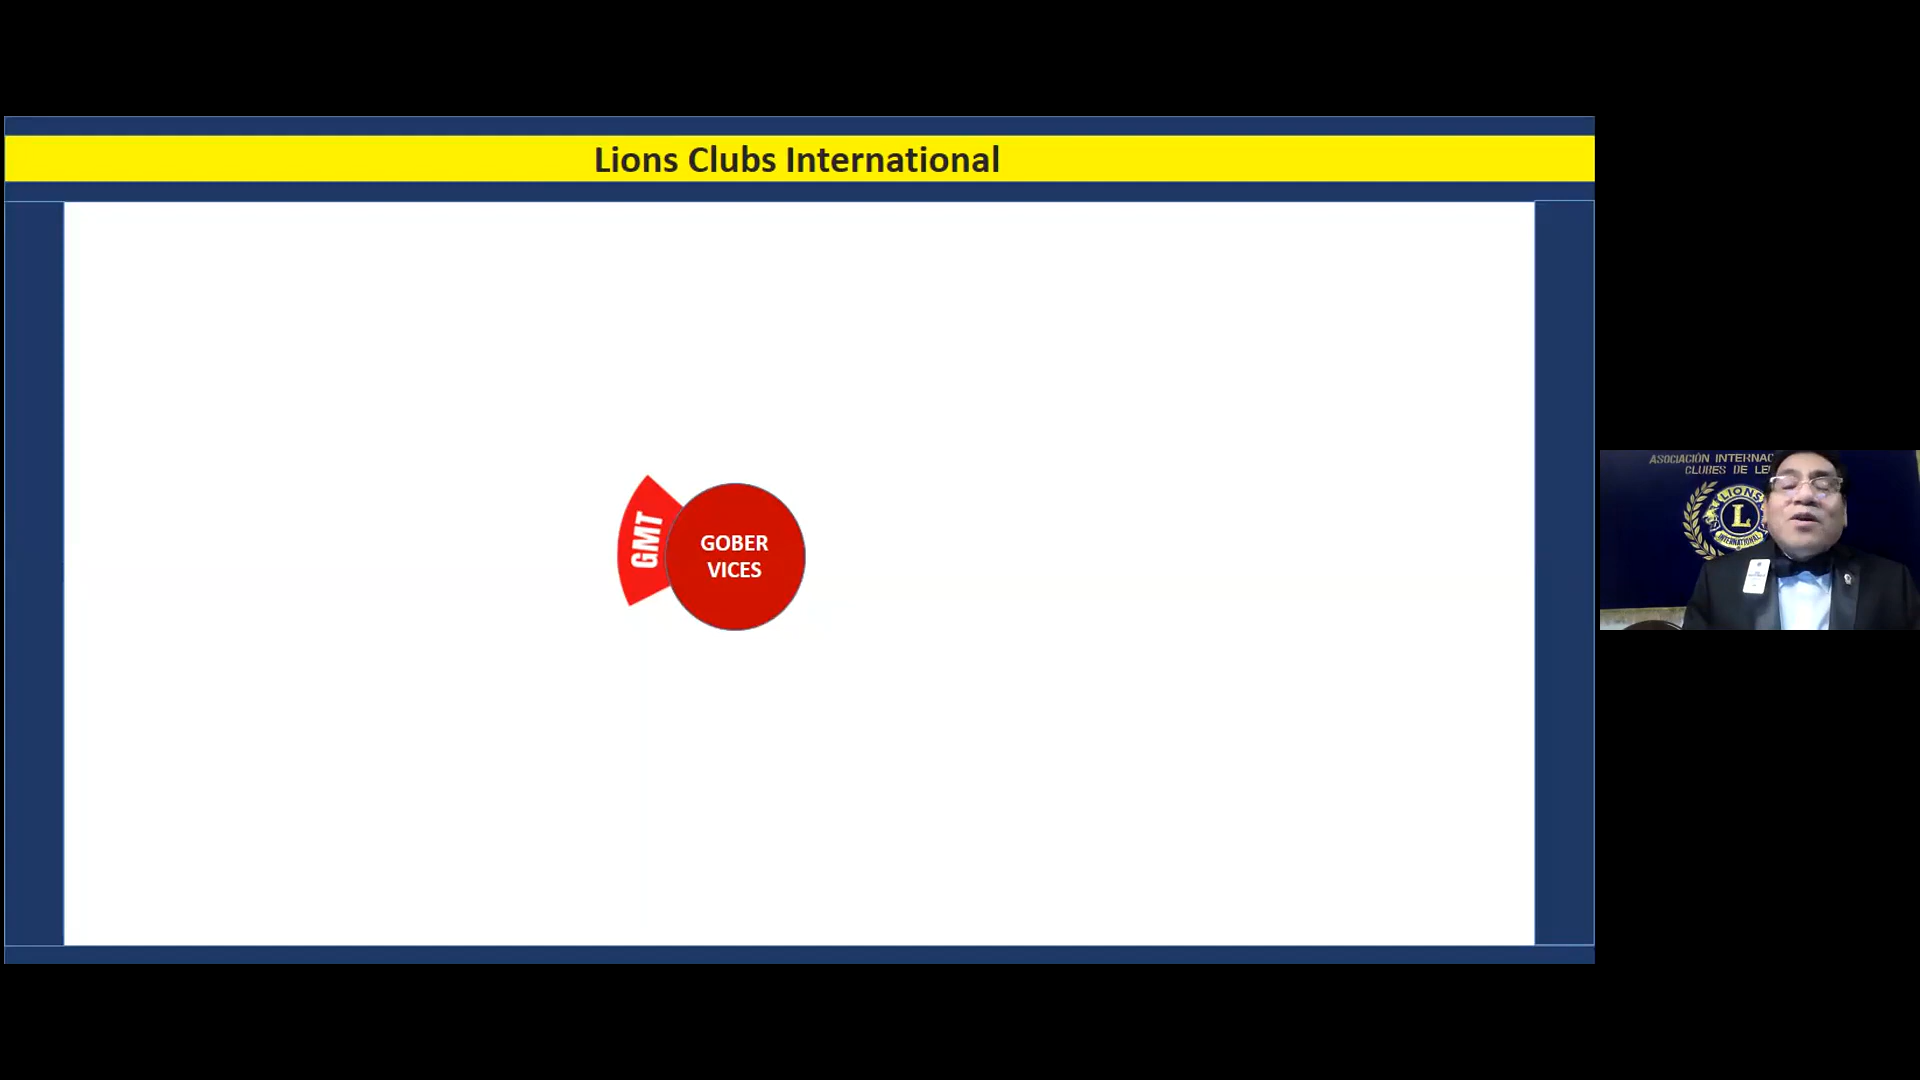 Lions Clubs International
GMT
GOBER
VICES
ASOCIACIÓN INTERNAC
CLUBES DE LE
LIONS
L
INTERNATIONAL